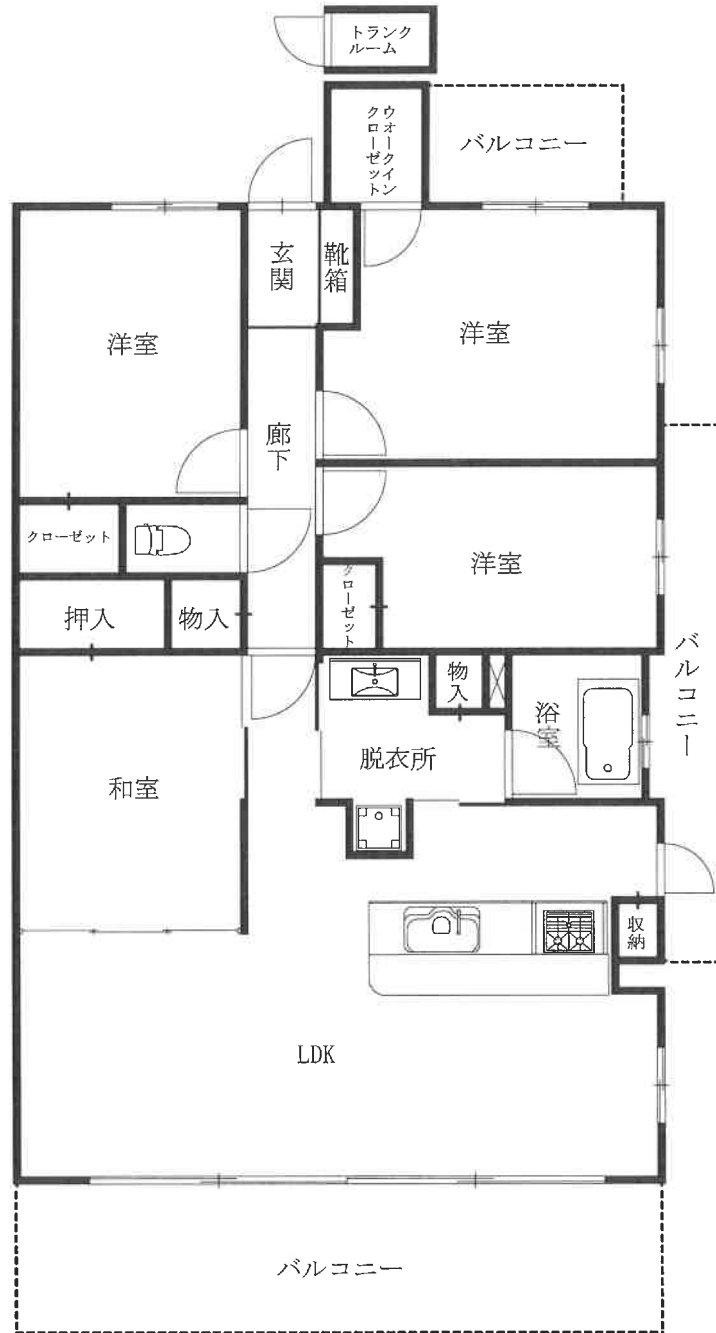 トランク
ルーム
ウオークイン
クローゼット
バルコニー
玄関
靴箱
洋室
洋室
廊下
クローゼット
洋室
クローゼット
押入
物入
物入
浴室
バルコニー
脱衣所
和室
収納
LDK
バルコニー